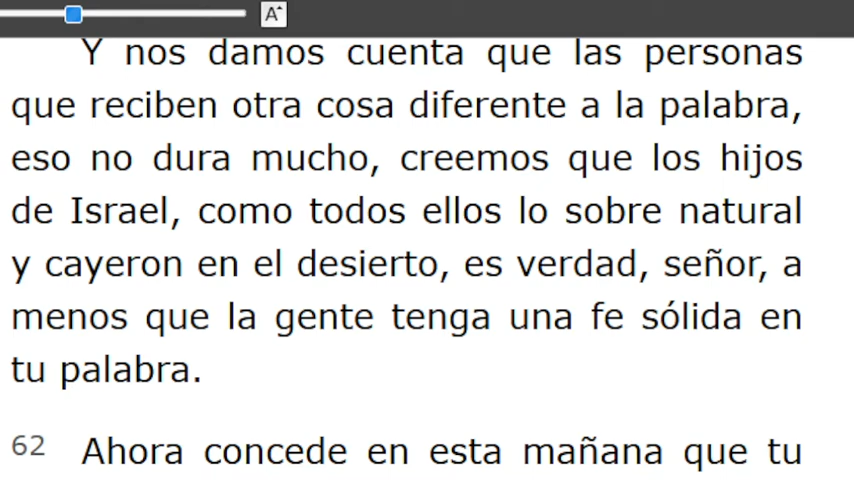 A
Y nos damos cuenta que las personas
que reciben otra cosa diferente a la palabra,
eso no dura mucho, creemos que los hijos
de Israel, como todos ellos lo sobre natural
y cayeron en el desierto, es verdad, señor, a
menos que la gente tenga una fe sólida en
tu palabra.
62 Ahora concede en esta mañana que tu